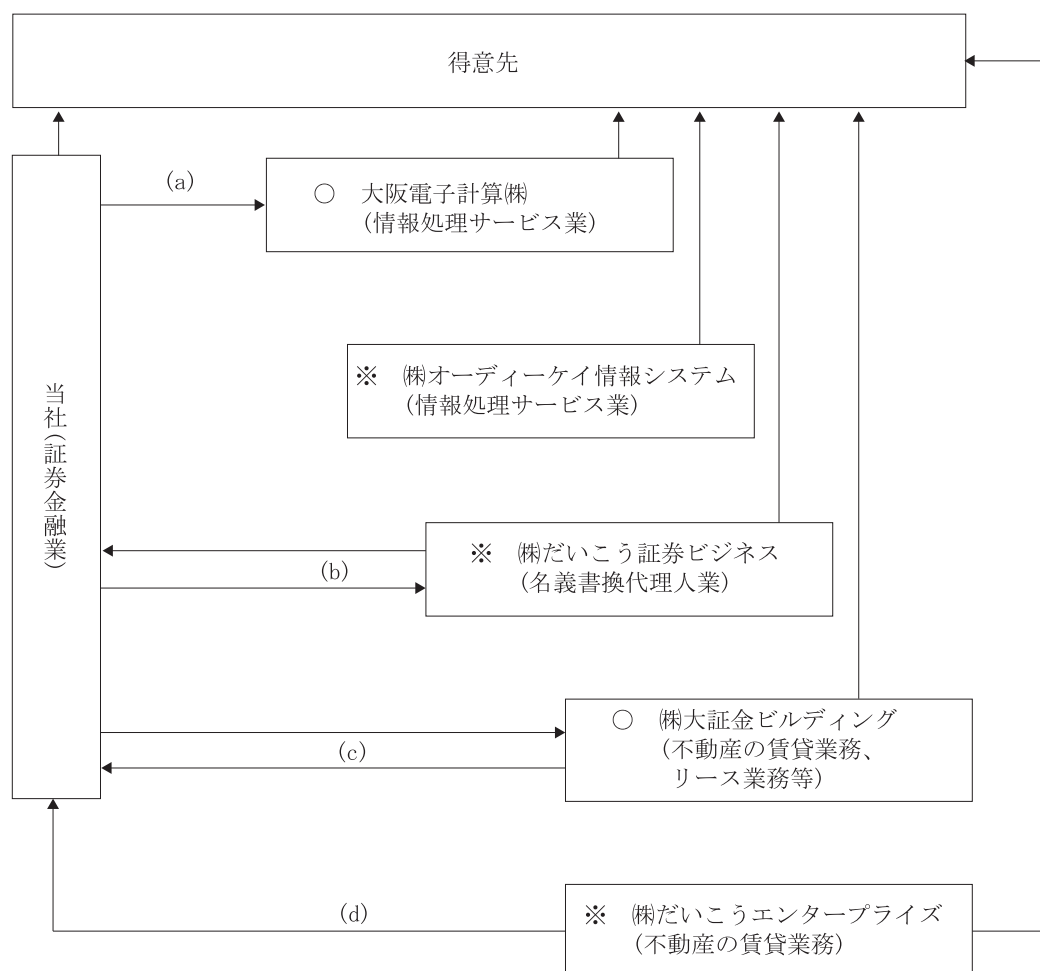 得意先
(a)
○ 大阪電子計算㈱
(情報処理サービス業)
※ ㈱オーディーケイ情報システム
(情報処理サービス業)
当社(証券金融業)
※ ㈱だいこう証券ビジネス
(名義書換代理人業)
(b)
○ ㈱大証金ビルディング
(不動産の賃貸業務、
リース業務等)
(c)
(d)
※ ㈱だいこうエンタープライズ
(不動産の賃貸業務)